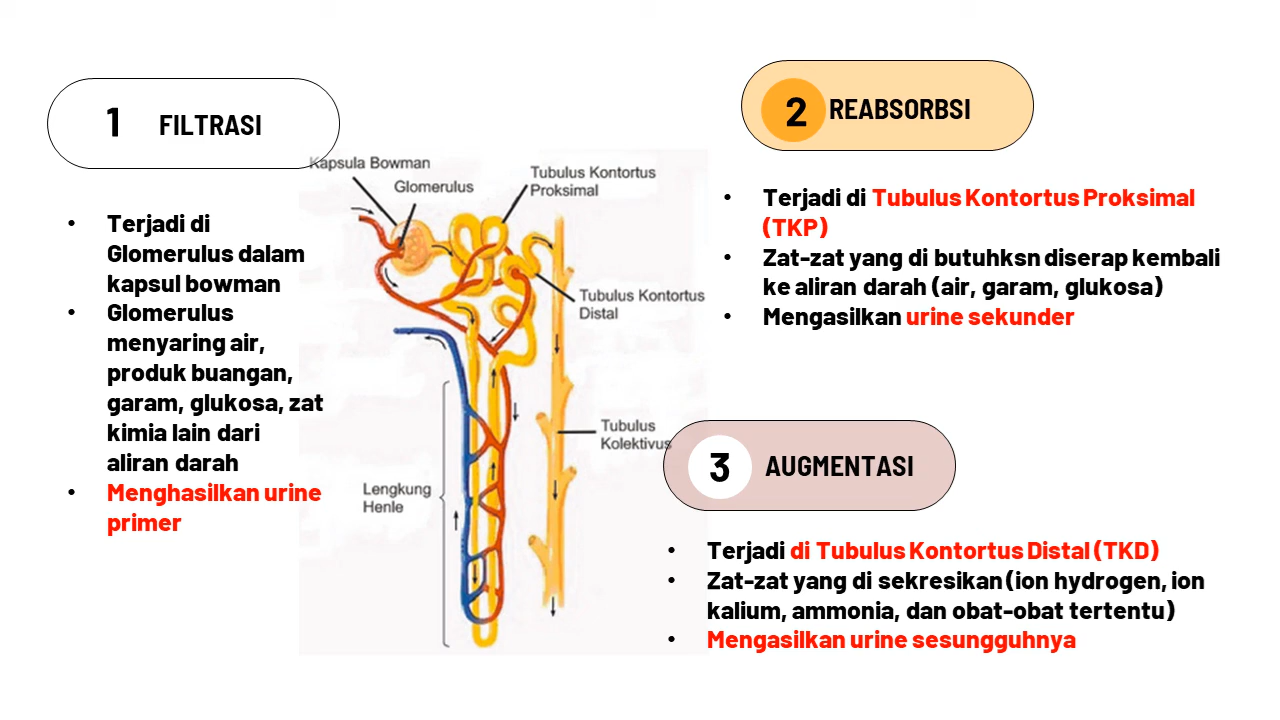 1 FILTRASI
• Terjadi di
Glomerulus dalam
kapsul bowman
• Glomerulus
menyaring air,
produk buangan,
garam, glukosa, zat
kimia lain dari
aliran darah
• Menghasilkan urine
primer
Kapsula Bowman
Glomerulus
Tubulus Kontortus
Proksimal
Tubulus Kontortus
Distal
Tubulus
Kolektivus
Lengkung
Henle
2 REABSORBSI
• Terjadi di Tubulus Kontortus Proksimal
(TKP)
• Zat-zat yang di butuhksn diserap kembali
ke aliran darah (air, garam, glukosa)
• Mengasilkan urine sekunder
3 AUGMENTASI
• Terjadi di Tubulus Kontortus Distal (TKD)
• Zat-zat yang di sekresikan (ion hydrogen, ion
kalium, ammonia, dan obat-obat tertentu)
• Mengasilkan urine sesungguhnya